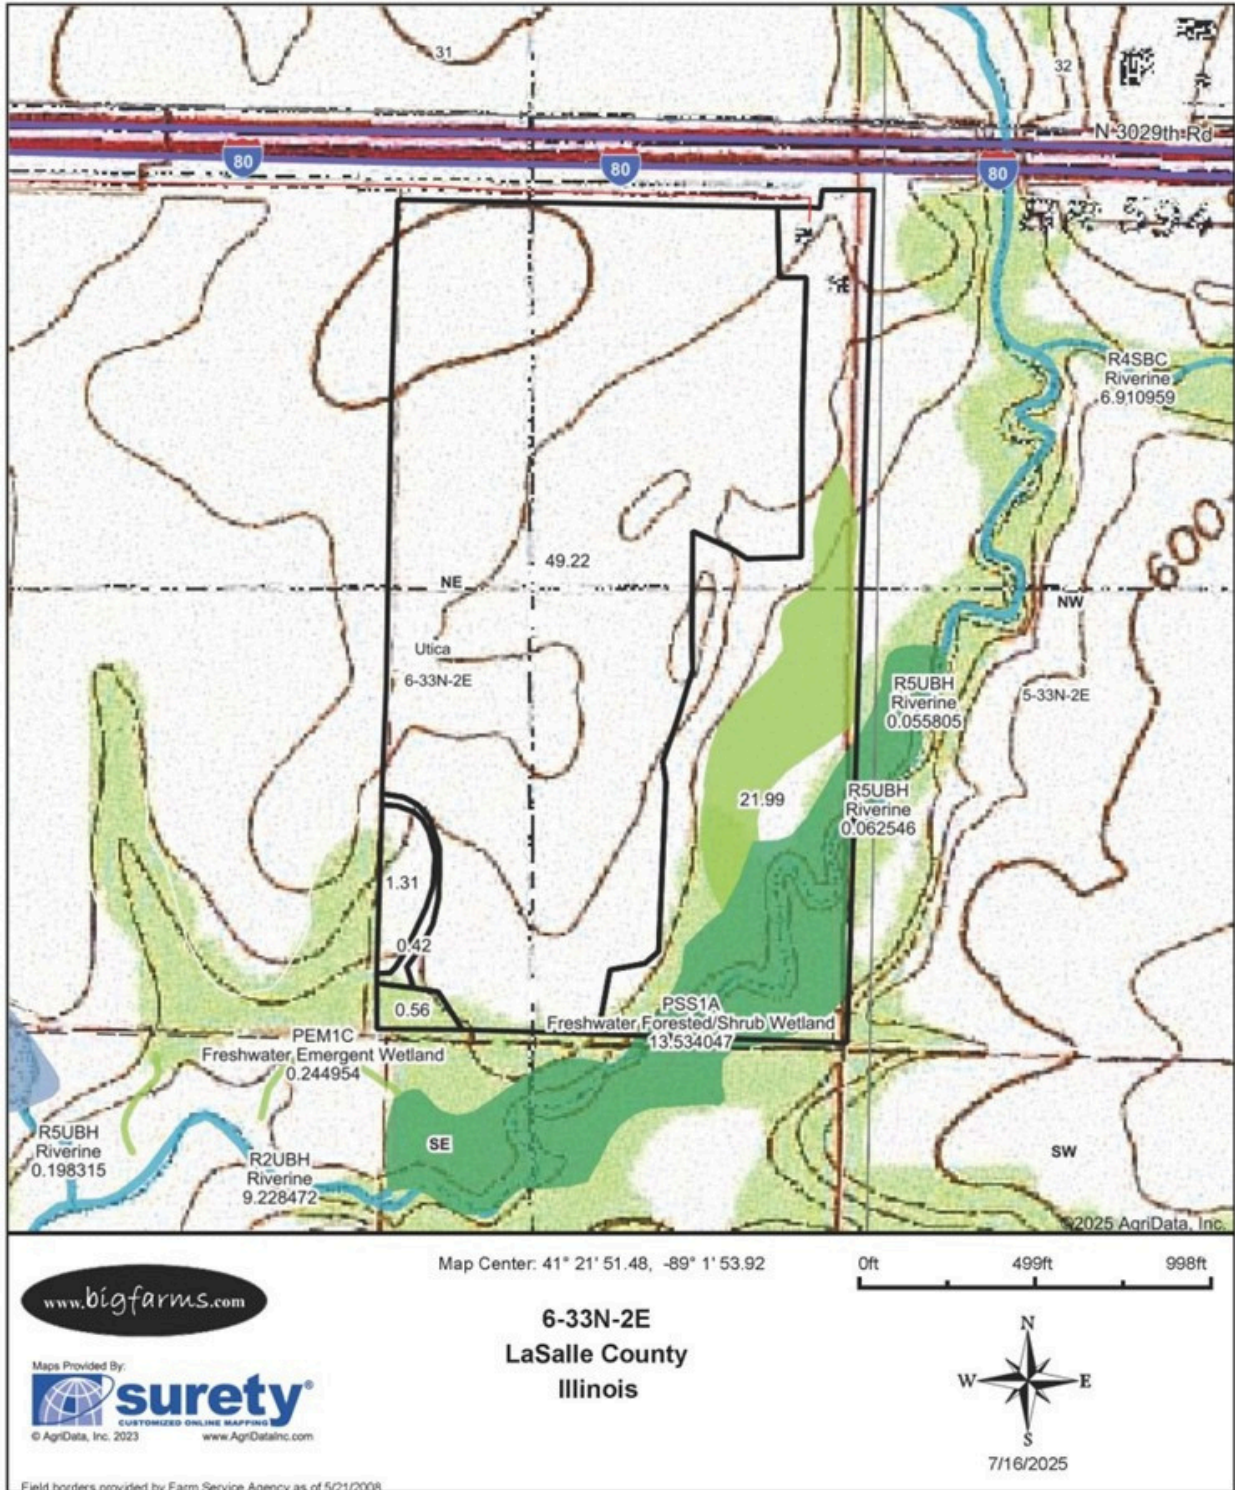 31
32
N 3029th Rd
80
80
80
R4SBC
Riverine
6.910959
600
49.22
NE
NW
Utica
6-33N-2E
R5UBH
Riverine
0.055805
5-33N-2E
21.99
R5UBH
Riverine
0.062546
1.31
0.42
0.56
PSS1A
Freshwater Forested/Shrub Wetland
13.534047
PEM1C
Freshwater Emergent Wetland
0.244954
R5UBH
Riverine
0.198315
R2UBH
Riverine
9.228472
SE
SW
©2025 AgriData, Inc.
www.bigfarms.com
Maps Provided By:
surety®
CUSTOMIZED ONLINE MAPPING
© AgriData, Inc. 2023 www.AgriDataInc.com
Field borders provided by Farm Service Agency as of 5/21/2008.
Map Center: 41° 21' 51.48, -89° 1' 53.92
6-33N-2E
LaSalle County
Illinois
0ft 499ft 998ft
N
W E
S
7/16/2025